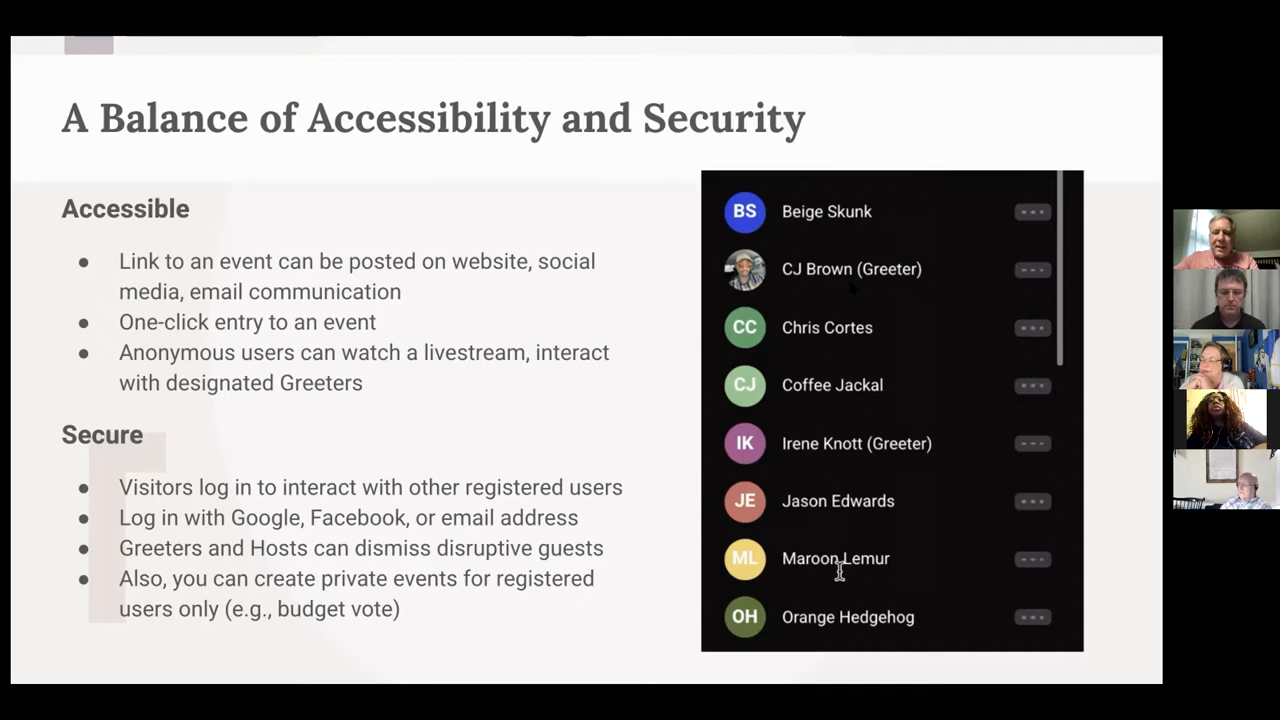 A Balance of Accessibility and Security
Accessible
● Link to an event can be posted on website, social
media, email communication
● One-click entry to an event
● Anonymous users can watch a livestream, interact
with designated Greeters
Secure
● Visitors log in to interact with other registered users
● Log in with Google, Facebook, or email address
● Greeters and Hosts can dismiss disruptive guests
● Also, you can create private events for registered
users only (e.g., budget vote)
BS Beige Skunk
CJ Brown (Greeter)
CC Chris Cortes
CJ Coffee Jackal
IK Irene Knott (Greeter)
JE Jason Edwards
ML Maroon Lemur
OH Orange Hedgehog